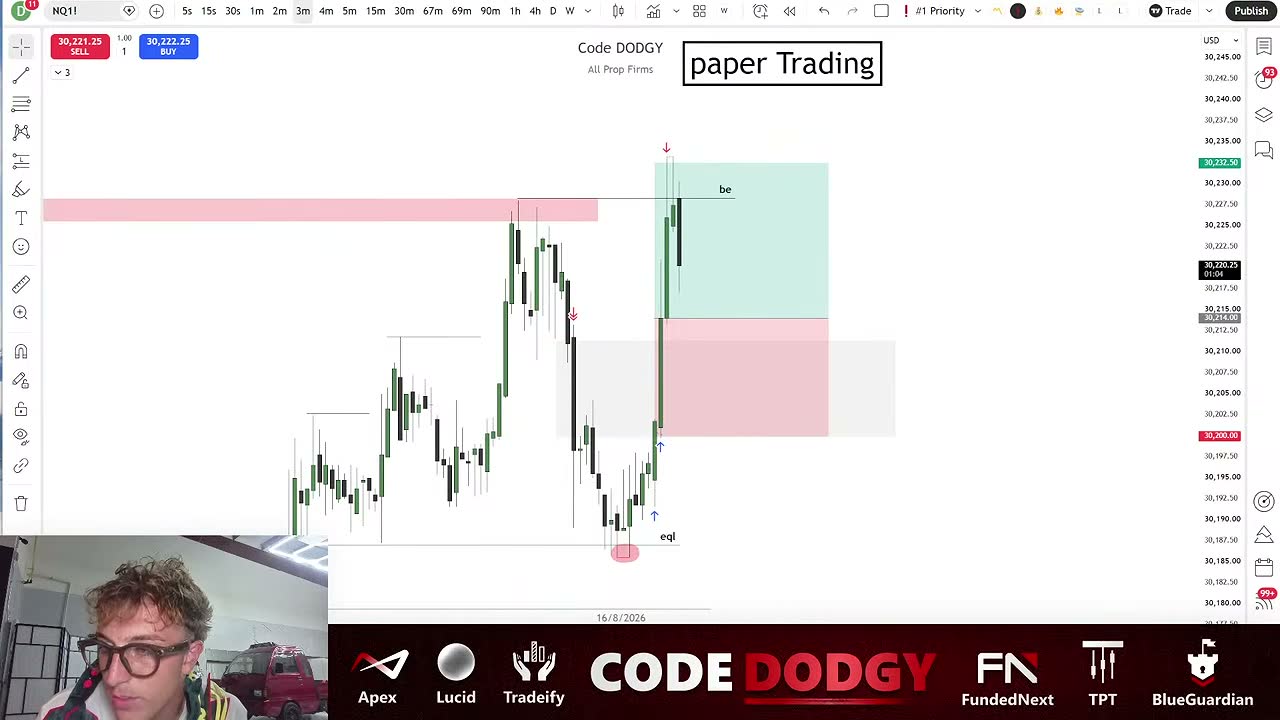 D
11
NQ1!
5s 15s 30s 1m 2m 3m 4m 5m 15m 30m 67m 69m 90m 1h 4h D W
#1 Priority
Trade
Publish
30,221.25
SELL
1.00
1
30,222.25
BUY
3
Code DODGY
All Prop Firms
paper Trading
be
eql
16/8/2026
USD
30,245.00
30,242.50
30,240.00
30,237.50
30,235.00
30,232.50
30,230.00
30,227.50
30,225.00
30,222.50
30,220.25
01:04
30,217.50
30,215.00
30,214.00
30,212.50
30,210.00
30,207.50
30,205.00
30,202.50
30,200.00
30,197.50
30,195.00
30,192.50
30,190.00
30,187.50
30,185.00
30,182.50
30,180.00
93
99+
Apex
Lucid
Tradeify
CODE DODGY
FN
FundedNext
TPT
BlueGuardian